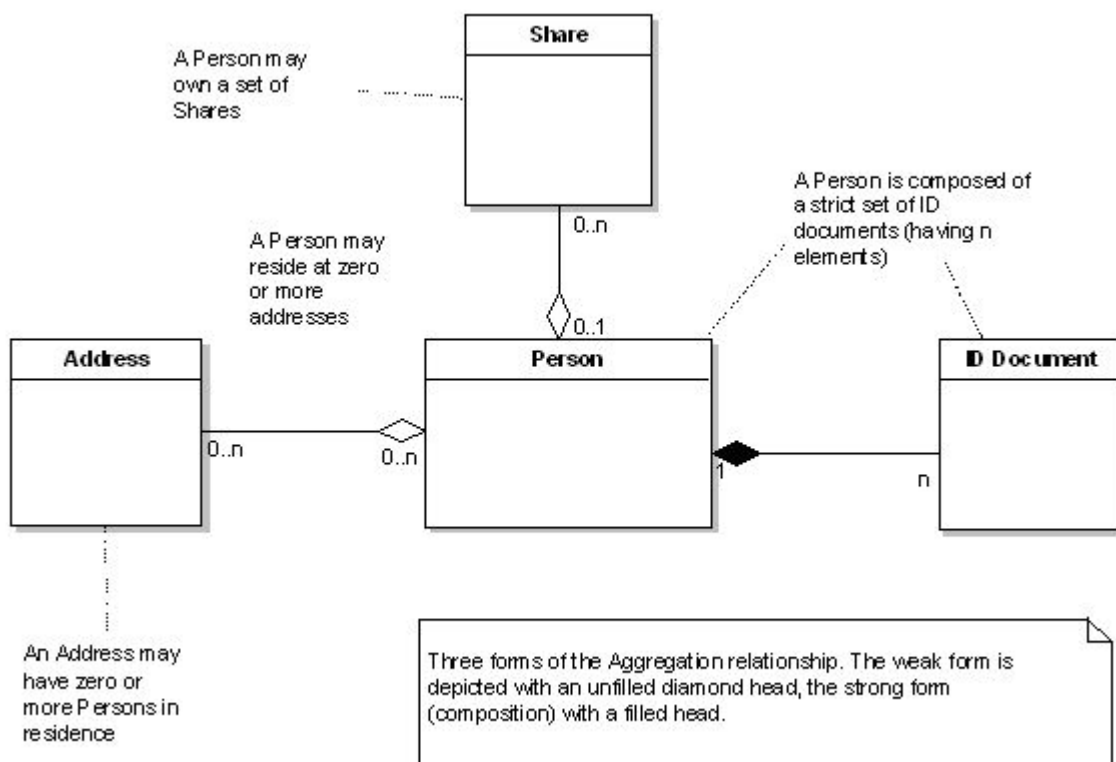 Share
A Person may
own a set of
Shares
0..n
A Person is composed of
a strict set of ID
documents (having n
elements)
A Person may
reside at zero
or more
addresses
0..1
Address
Person
ID Document
0..n
0..n
1
n
An Address may
have zero or
more Persons in
residence
Three forms of the Aggregation relationship. The weak form is
depicted with an unfilled diamond head, the strong form
(composition) with a filled head.